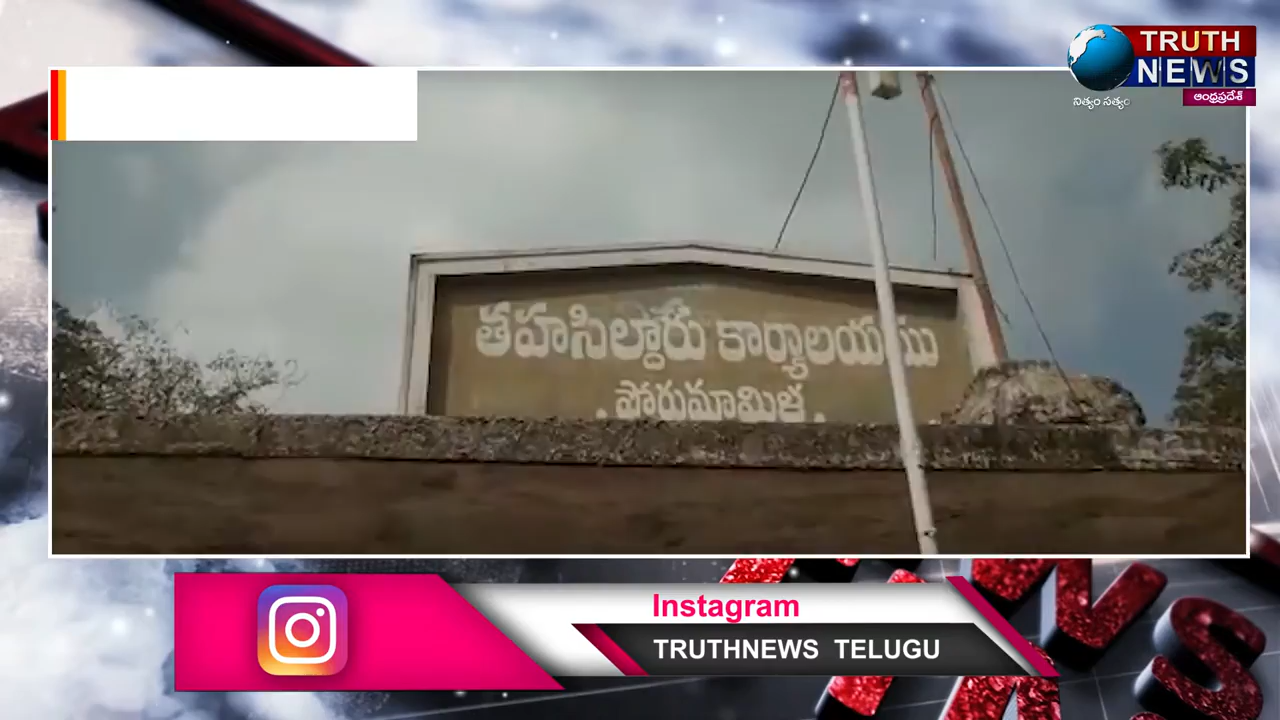 TRUTH
NEWS
ఆంధ్రప్రదేశ్
నిత్యం సత్యం
తహసిల్దారు కార్యాలయము
. పోరుమామిళ .
Instagram
TRUTHNEWS TELUGU